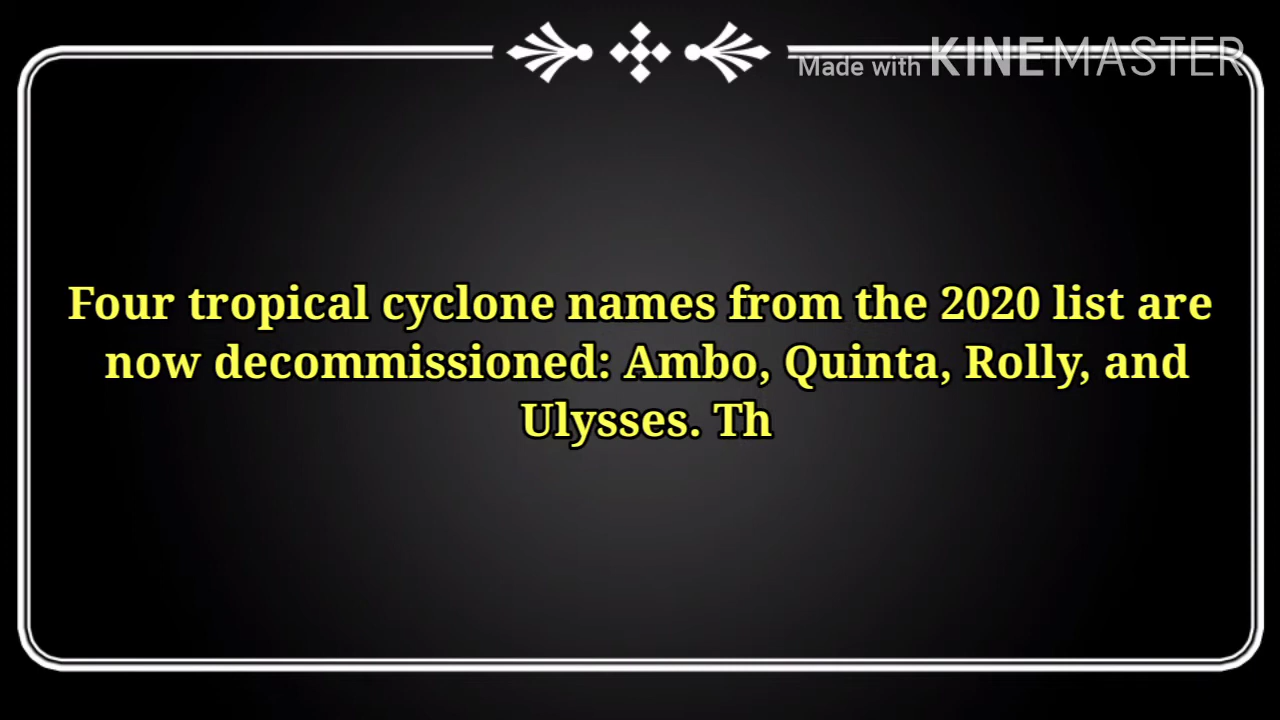 Made with KINEMASTER
Four tropical cyclone names from the 2020 list are
now decommissioned: Ambo, Quinta, Rolly, and
Ulysses. Th